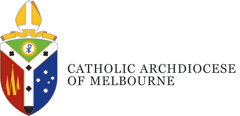 CATHOLIC ARCHDIOCESE
OF MELBOURNE